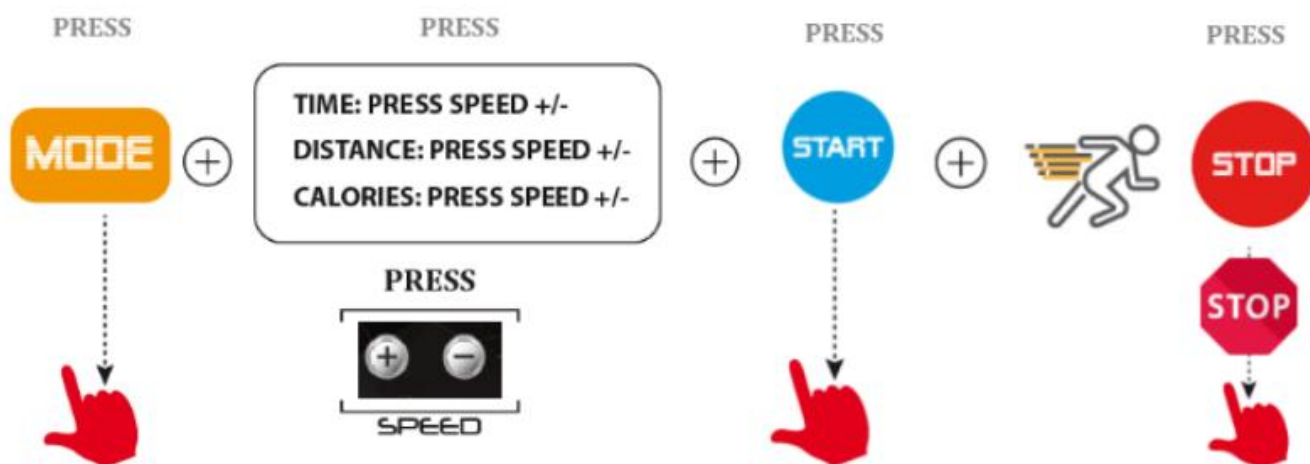 PRESS
PRESS
PRESS
PRESS
MODE
TIME: PRESS SPEED +/-
DISTANCE: PRESS SPEED +/-
CALORIES: PRESS SPEED +/-
START
STOP
STOP
PRESS
+ −
SPEED